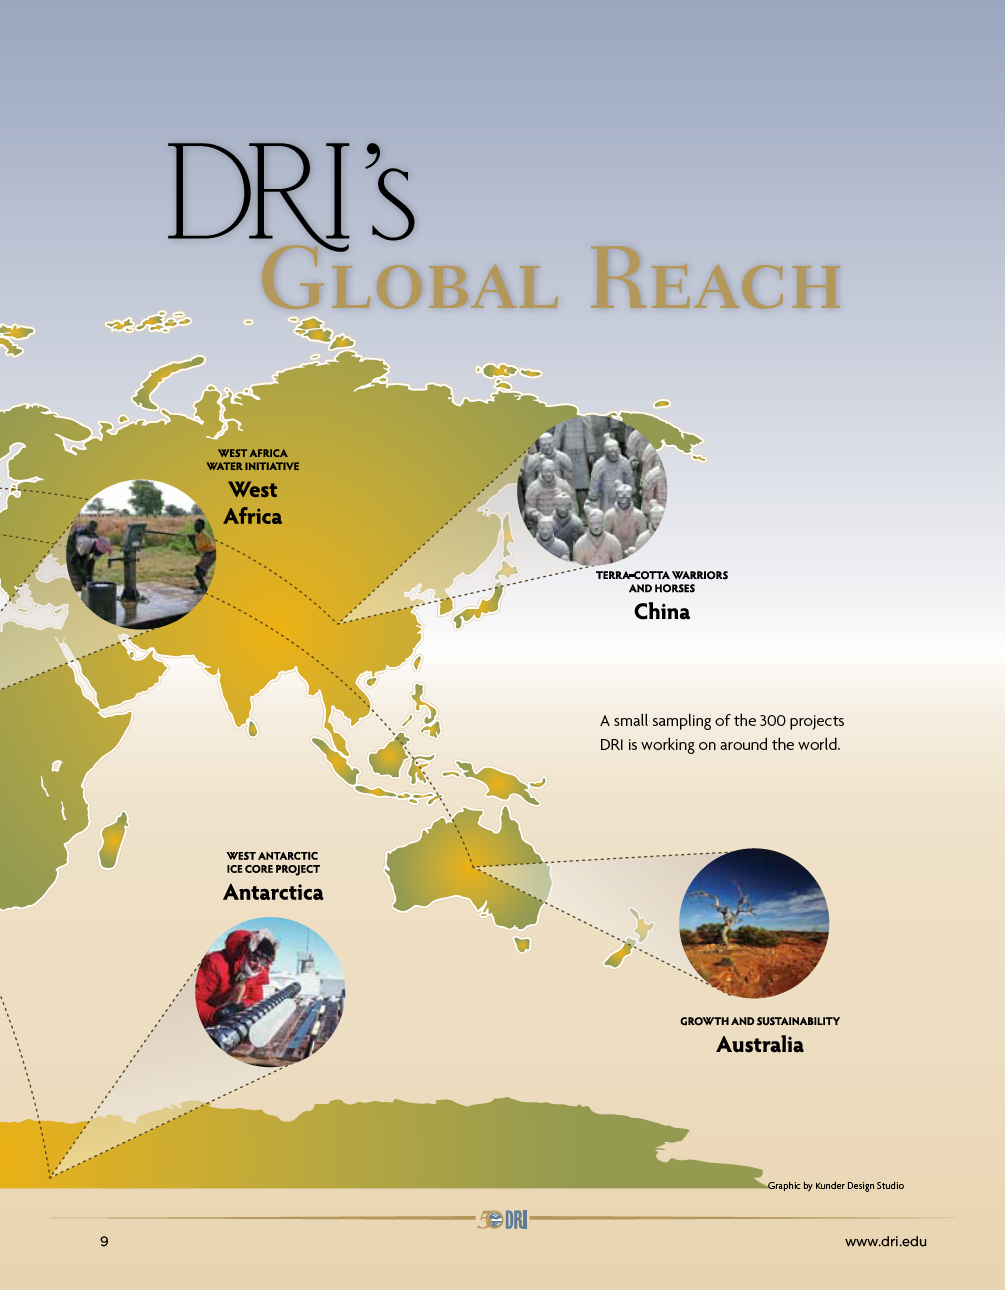 DRI's
Global Reach
WEST AFRICA
WATER INITIATIVE
West
Africa
TERRA-COTTA WARRIORS
AND HORSES
China
A small sampling of the 300 projects
DRI is working on around the world.
WEST ANTARCTIC
ICE CORE PROJECT
Antarctica
GROWTH AND SUSTAINABILITY
Australia
Graphic by Kunder Design Studio
50 DRI
9
www.dri.edu